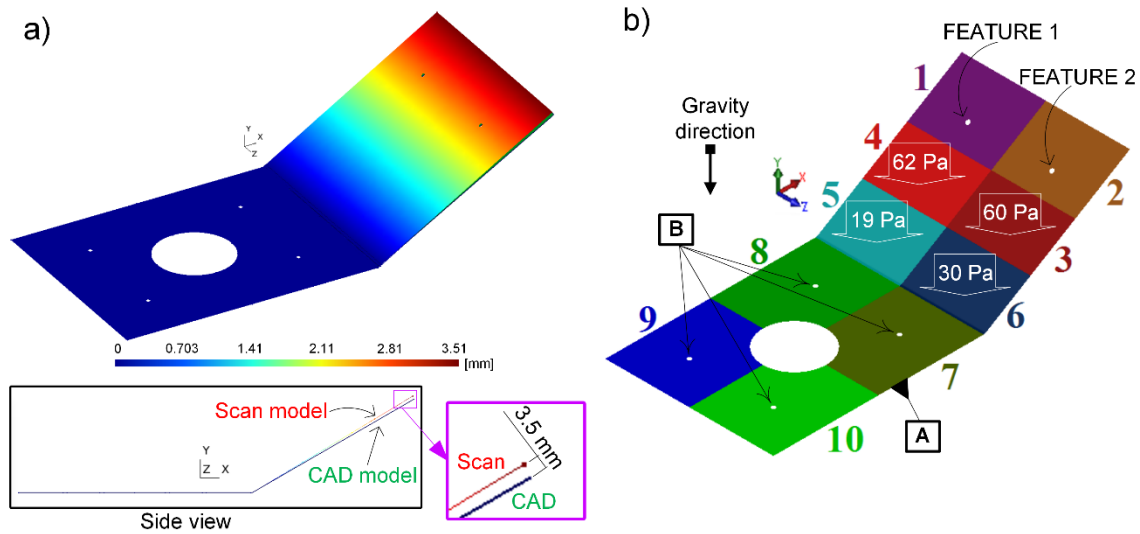 a)
Y
X
Z
0
0.703
1.41
2.11
2.81
3.51
[mm]
Scan model
CAD model
Y
Z X
Side view
3.5 mm
Scan
CAD
b)
FEATURE 1
FEATURE 2
Gravity
direction
Y
X
Z
1
2
4
62 Pa
60 Pa
3
5
19 Pa
30 Pa
6
B
8
9
7
10
A